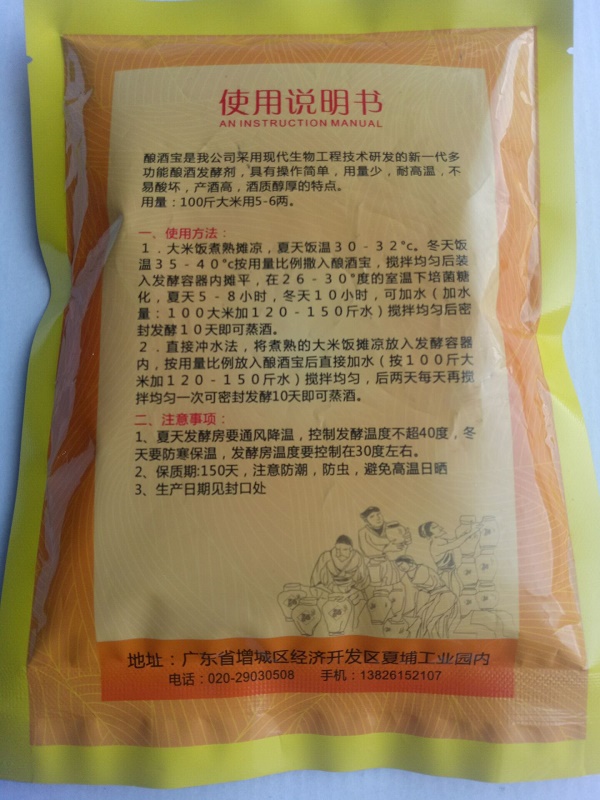 使用说明书
AN INSTRUCTION MANUAL
酿酒宝是我公司采用现代生物工程技术研发的新一代多
功能酿酒发酵剂，具有操作简单，用量少，耐高温，不
易酸坏，产酒高，酒质醇厚的特点。
用量：100斤大米用5-6两。
一、使用方法：
1．大米饭煮熟摊凉，夏天饭温30-32°c。冬天饭
温35-40°c按用量比例撒入酿酒宝，搅拌均匀后装
入发酵容器内摊平，在26-30°度的室温下培菌糖
化，夏天5-8小时，冬天10小时，可加水（加水
量：100大米加120-150斤水）搅拌均匀后密
封发酵10天即可蒸酒。
2．直接冲水法，将煮熟的大米饭摊凉放入发酵容器
内，按用量比例放入酿酒宝后直接加水（按100斤大
米加120-150斤水）搅拌均匀，后两天每天再搅
拌均匀一次可密封发酵10天即可蒸酒。
二、注意事项：
1、夏天发酵房要通风降温，控制发酵温度不超40度，冬
天要防寒保温，发酵房温度要控制在30度左右。
2、保质期:150天，注意防潮，防虫，避免高温日晒
3、生产日期见封口处
地址：广东省增城区经济开发区夏埔工业园内
电话：020-29030508 手机：13826152107